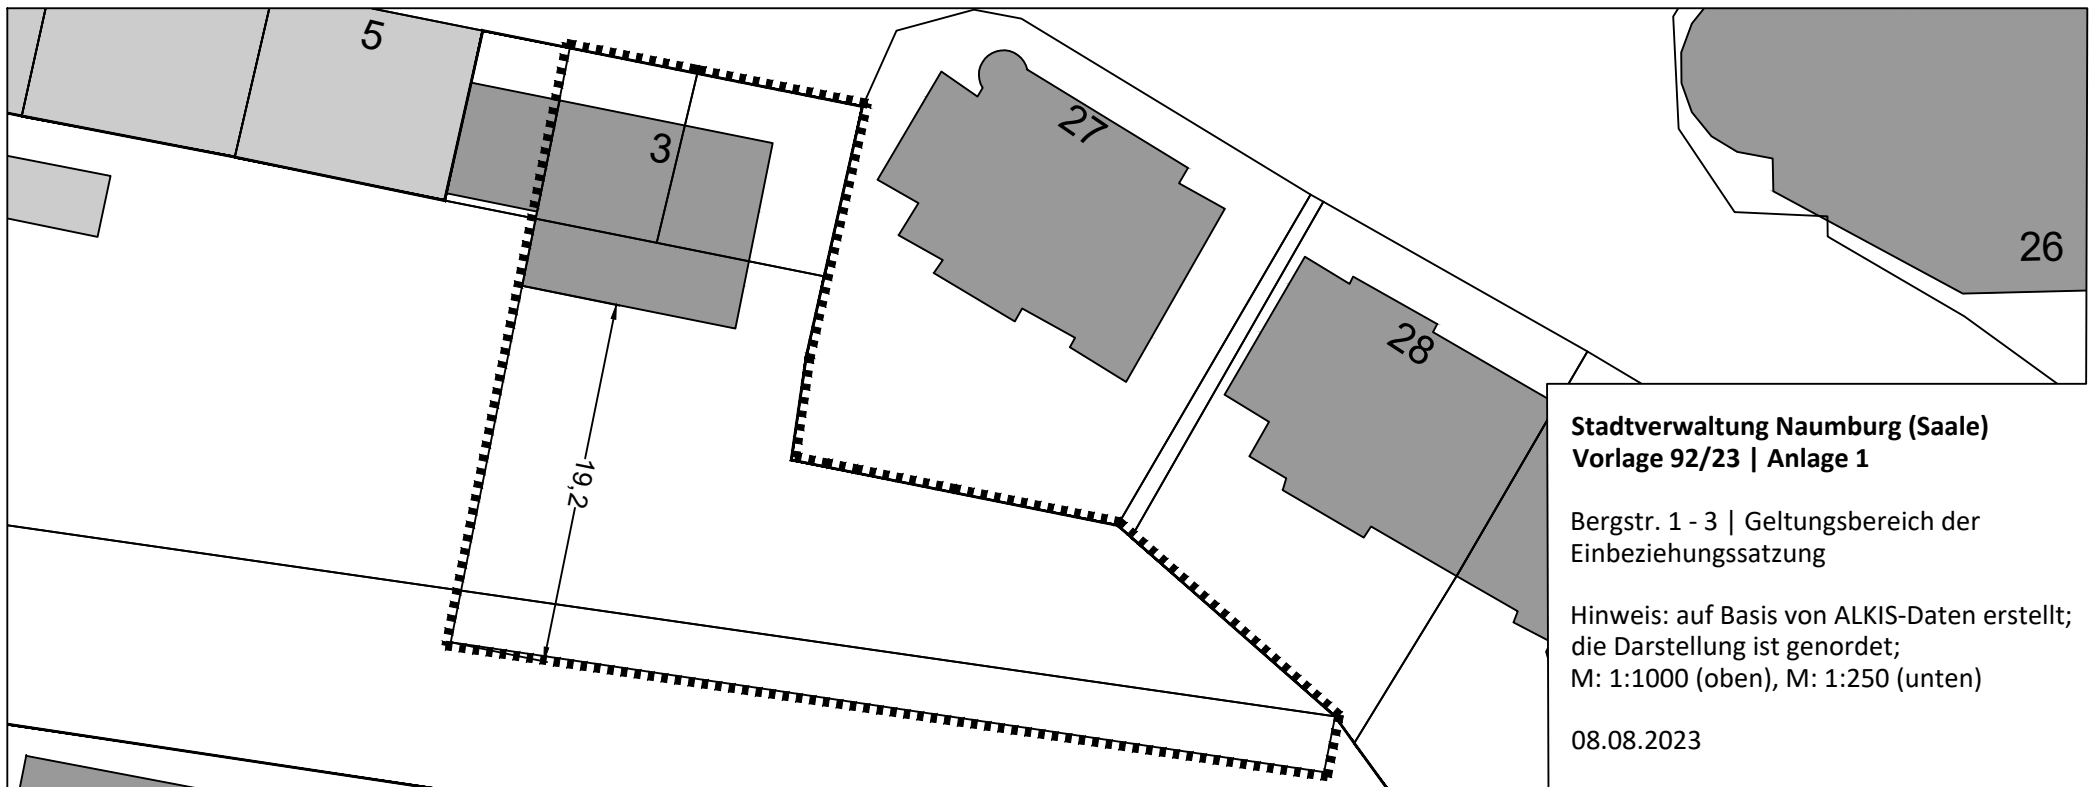 5
3
27
26
28
19,2
Stadtverwaltung Naumburg (Saale)
Vorlage 92/23 | Anlage 1
Bergstr. 1 - 3 | Geltungsbereich der
Einbeziehungssatzung
Hinweis: auf Basis von ALKIS-Daten erstellt;
die Darstellung ist genordet;
M: 1:1000 (oben), M: 1:250 (unten)
08.08.2023